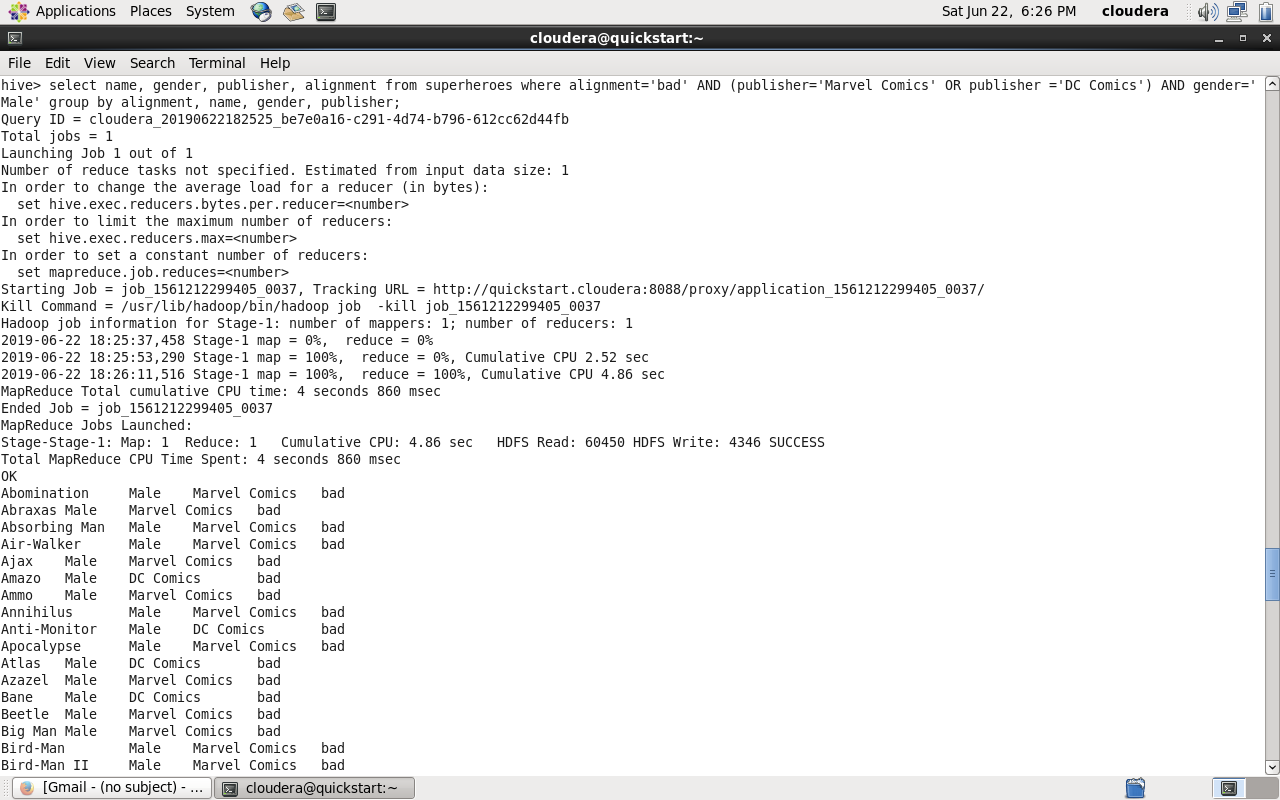 Applications Places System Sat Jun 22, 6:26 PM cloudera
cloudera@quickstart:~
File Edit View Search Terminal Help
hive> select name, gender, publisher, alignment from superheroes where alignment='bad' AND (publisher='Marvel Comics' OR publisher ='DC Comics') AND gender='
Male' group by alignment, name, gender, publisher;
Query ID = cloudera_20190622182525_be7e0a16-c291-4d74-b796-612cc62d44fb
Total jobs = 1
Launching Job 1 out of 1
Number of reduce tasks not specified. Estimated from input data size: 1
In order to change the average load for a reducer (in bytes):
  set hive.exec.reducers.bytes.per.reducer=<number>
In order to limit the maximum number of reducers:
  set hive.exec.reducers.max=<number>
In order to set a constant number of reducers:
  set mapreduce.job.reduces=<number>
Starting Job = job_1561212299405_0037, Tracking URL = http://quickstart.cloudera:8088/proxy/application_1561212299405_0037/
Kill Command = /usr/lib/hadoop/bin/hadoop job  -kill job_1561212299405_0037
Hadoop job information for Stage-1: number of mappers: 1; number of reducers: 1
2019-06-22 18:25:37,458 Stage-1 map = 0%,  reduce = 0%
2019-06-22 18:25:53,290 Stage-1 map = 100%,  reduce = 0%, Cumulative CPU 2.52 sec
2019-06-22 18:26:11,516 Stage-1 map = 100%,  reduce = 100%, Cumulative CPU 4.86 sec
MapReduce Total cumulative CPU time: 4 seconds 860 msec
Ended Job = job_1561212299405_0037
MapReduce Jobs Launched:
Stage-Stage-1: Map: 1  Reduce: 1   Cumulative CPU: 4.86 sec   HDFS Read: 60450 HDFS Write: 4346 SUCCESS
Total MapReduce CPU Time Spent: 4 seconds 860 msec
OK
Abomination	Male	Marvel Comics	bad
Abraxas	Male	Marvel Comics	bad
Absorbing Man	Male	Marvel Comics	bad
Air-Walker	Male	Marvel Comics	bad
Ajax	Male	Marvel Comics	bad
Amazo	Male	DC Comics	bad
Ammo	Male	Marvel Comics	bad
Annihilus	Male	Marvel Comics	bad
Anti-Monitor	Male	DC Comics	bad
Apocalypse	Male	Marvel Comics	bad
Atlas	Male	DC Comics	bad
Azazel	Male	Marvel Comics	bad
Bane	Male	DC Comics	bad
Beetle	Male	Marvel Comics	bad
Big Man	Male	Marvel Comics	bad
Bird-Man	Male	Marvel Comics	bad
Bird-Man II	Male	Marvel Comics	bad
[Gmail - (no subject) - ... cloudera@quickstart:~